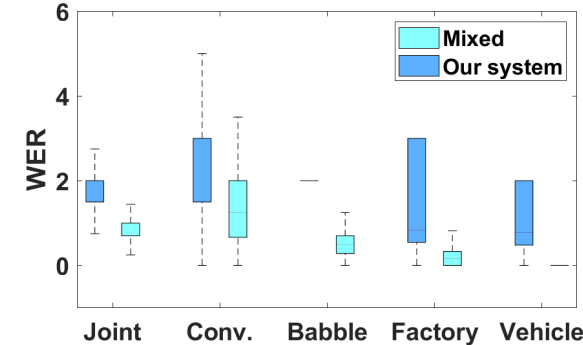 6
4
2
0
WER
Mixed
Our system
Joint
Conv.
Babble
Factory
Vehicle